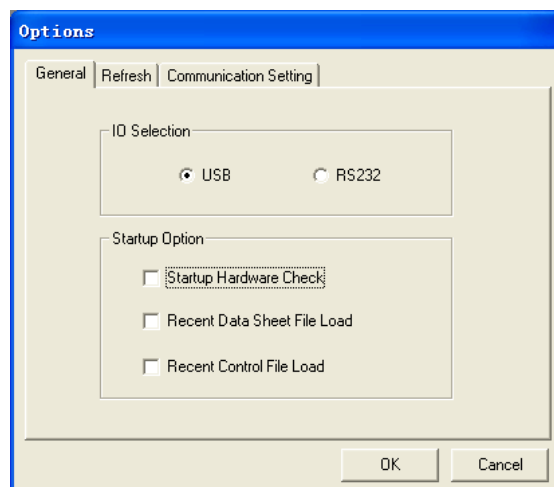 Options
General Refresh Communication Setting
IO Selection
USB RS232
Startup Option
Startup Hardware Check
Recent Data Sheet File Load
Recent Control File Load
OK Cancel